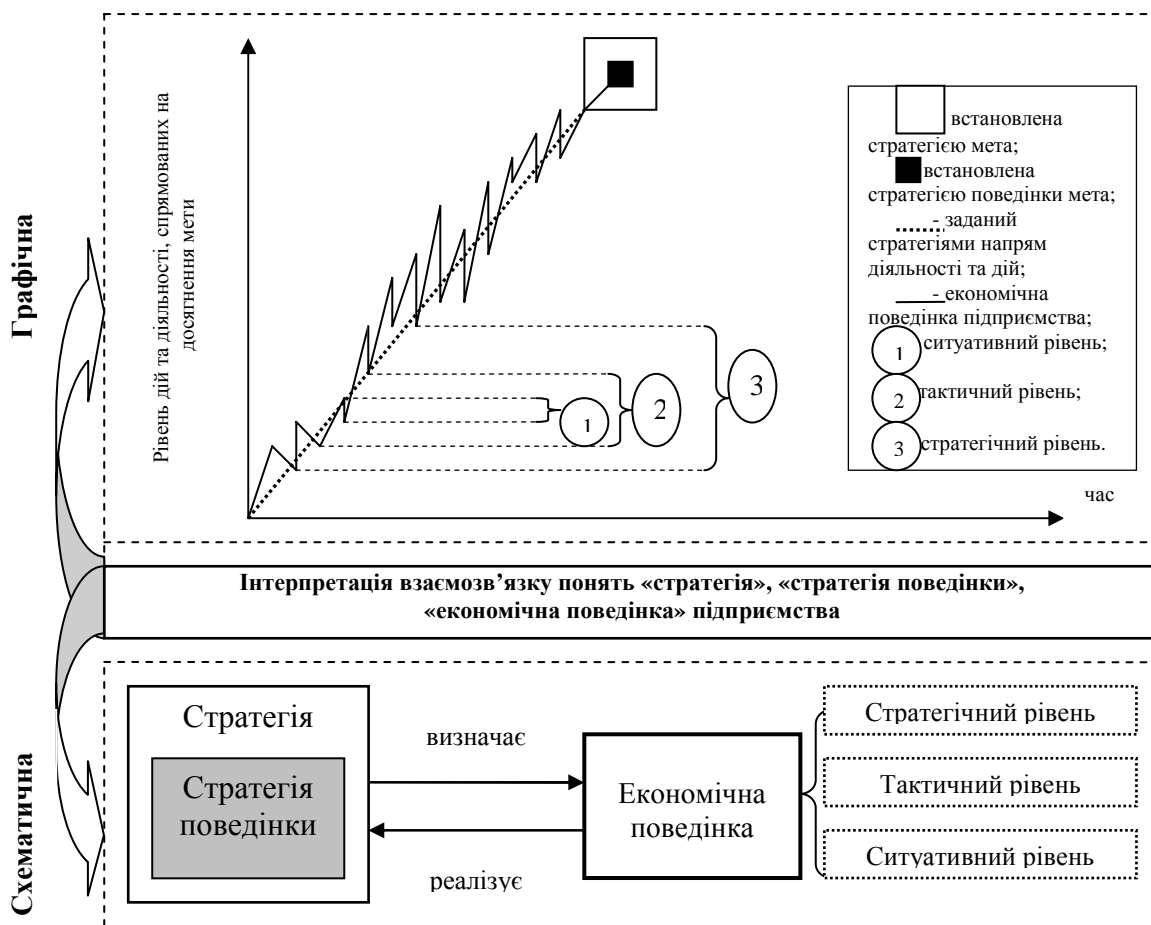 Графічна
Рівень дій та діяльності, спрямованих на
досягнення мети
встановлена
стратегією мета;
встановлена
стратегією поведінки мета;
- заданий
стратегіями напрям
діяльності та дій;
- економічна
поведінка підприємства;
1 ситуативний рівень;
2 тактичний рівень;
3 стратегічний рівень.
1
2
3
час
Інтерпретація взаємозв’язку понять «стратегія», «стратегія поведінки»,
«економічна поведінка» підприємства
Схематична
Стратегія
Стратегія
поведінки
визначає
реалізує
Економічна
поведінка
Стратегічний рівень
Тактичний рівень
Ситуативний рівень